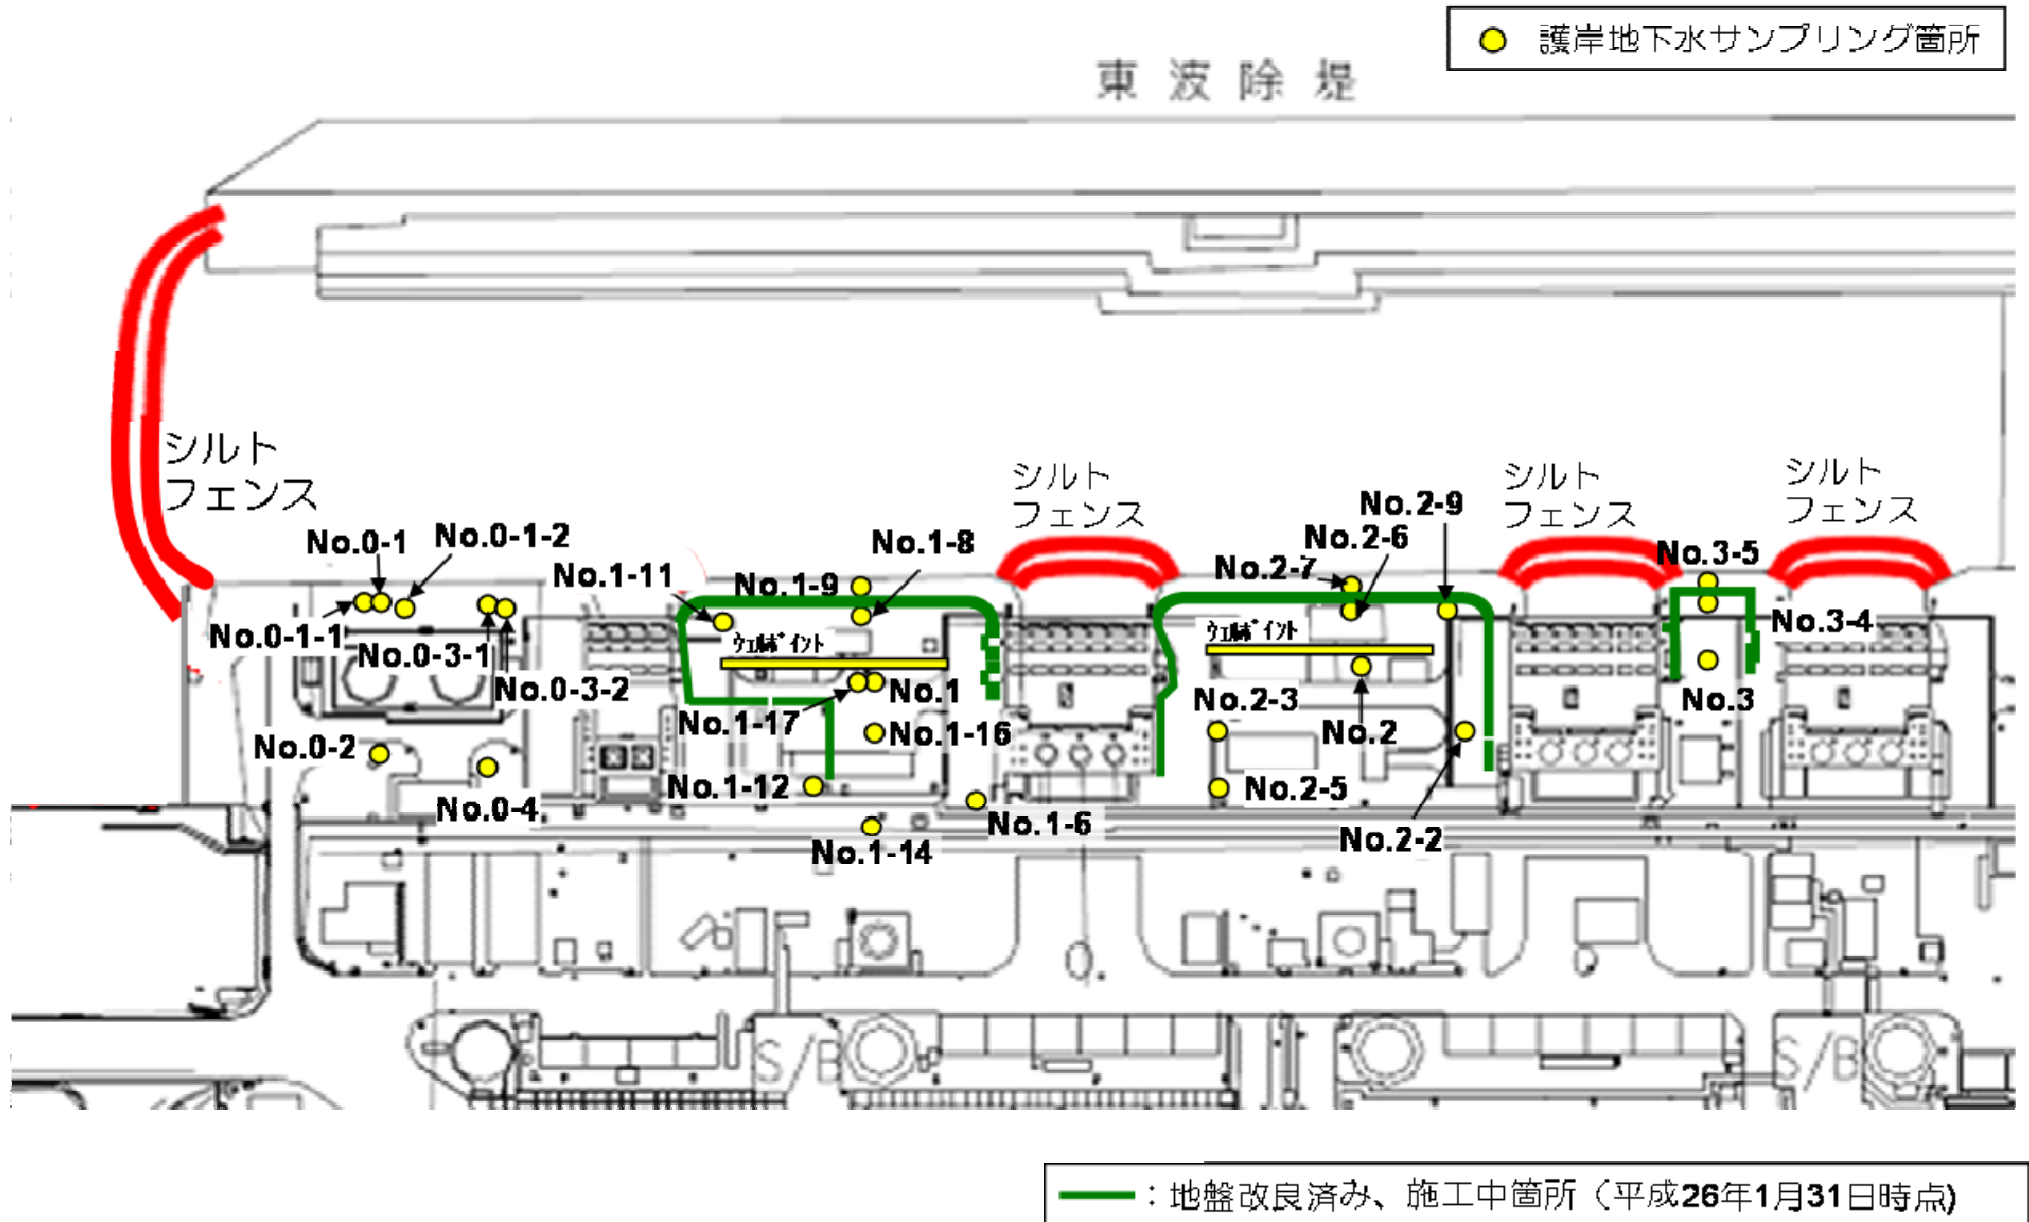 護岸地下水サンプリング箇所
東波除堤
シルト
フェンス
シルト
フェンス
シルト
フェンス
シルト
フェンス
No.0-1
No.0-1-2
No.1-11
No.1-9
No.1-8
No.2-9
No.2-6
No.2-7
No.3-5
No.0-1-1
No.0-3-1
No.0-3-2
ウェルポイント
ウェルポイント
No.3-4
No.1
No.1-17
No.1-16
No.2-3
No.2
No.3
No.0-2
No.0-4
No.1-12
No.1-6
No.1-14
No.2-5
No.2-2
S/B
S/B
：地盤改良済み、施工中箇所（平成26年1月31日時点)